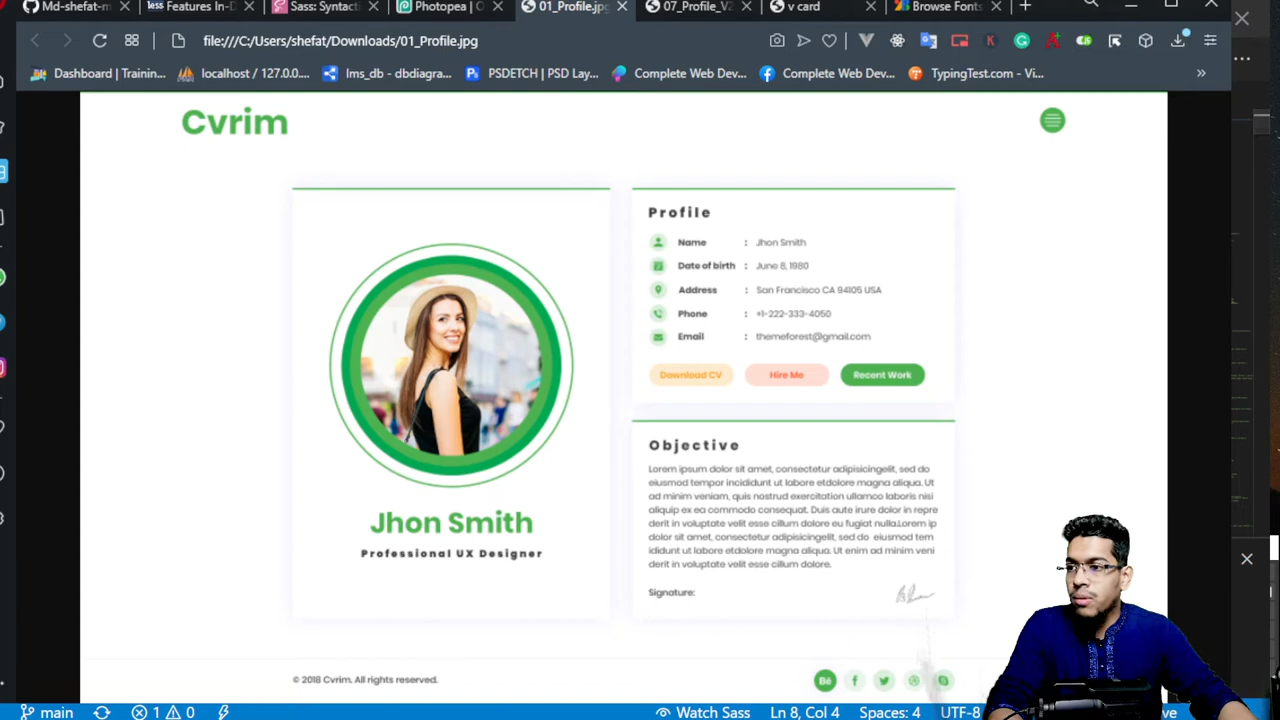 Md-shefat-m
Features In-D
Sass: Syntacti
Photopea | O
01_Profile.jpg
07_Profile_V2
v card
Browse Fonts
file:///C:/Users/shefat/Downloads/01_Profile.jpg
Dashboard | Trainin...
localhost / 127.0.0....
lms_db - dbdiagra...
PSDETCH | PSD Lay...
Complete Web Dev...
Complete Web Dev...
TypingTest.com - Vi...
»
Cvrim
Profile
Name : Jhon Smith
Date of birth : June 8, 1980
Address : San Francisco CA 94105 USA
Phone : +1-222-333-4050
Email : themeforest@gmail.com
Download CV
Hire Me
Recent Work
Jhon Smith
Professional UX Designer
Objective
Lorem ipsum dolor sit amet, consectetur adipisicingelit, sed do
eiusmod tempor incididunt ut labore etdolore magna aliqua. Ut
ad minim veniam, quis nostrud exercitation ullamco laboris nisi
aliquip ex ea commodo consequat. Duis aute irure dolor in repre
derit in voluptate velit esse cillum dolore eu fugiat nulla.Lorem ip
dolor sit amet, consectetur adipisicingelit, sed do eiusmod tem
ididunt ut labore etdolore magna aliqua. Ut enim ad minim veni
derit in voluptate velit esse cillum dolore.
Signature:
© 2018 Cvrim. All rights reserved.
Bē
main
1
0
Watch Sass
Ln 8, Col 4
Spaces: 4
UTF-8